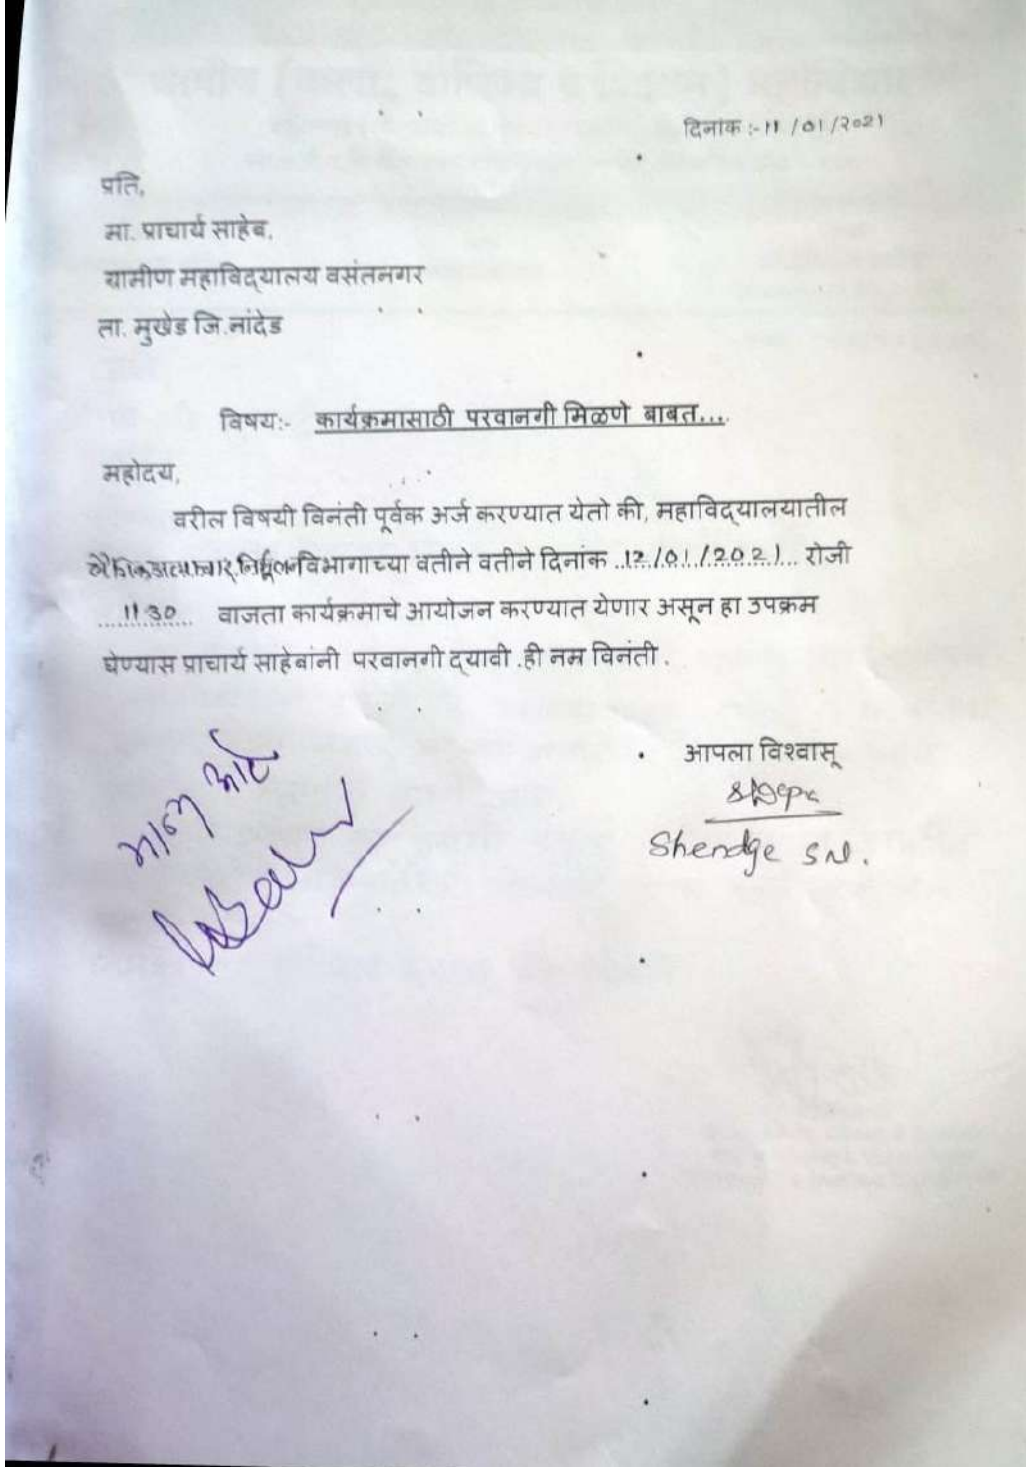 दिनांक :- 11 /01/2021
प्रति,
मा. प्राचार्य साहेब,
ग्रामीण महाविद्यालय वसंतनगर
ता. मुखेड जि.नांदेड
विषय:- कार्यक्रमासाठी परवानगी मिळणे बाबत....
महोदय,
वरील विषयी विनंती पूर्वक अर्ज करण्यात येतो की, महाविद्यालयातील
लैंगिक अत्याचार निर्मूलन विभागाच्या वतीने वतीने दिनांक ..12/01/2021... रोजी
....11.30.... वाजता कार्यक्रमाचे आयोजन करण्यात येणार असून हा उपक्रम
घेण्यास प्राचार्य साहेबांनी परवानगी द्यावी .ही नम्र विनंती .
आपला विश्वासू
मान्य आहे
Shendge S.N.